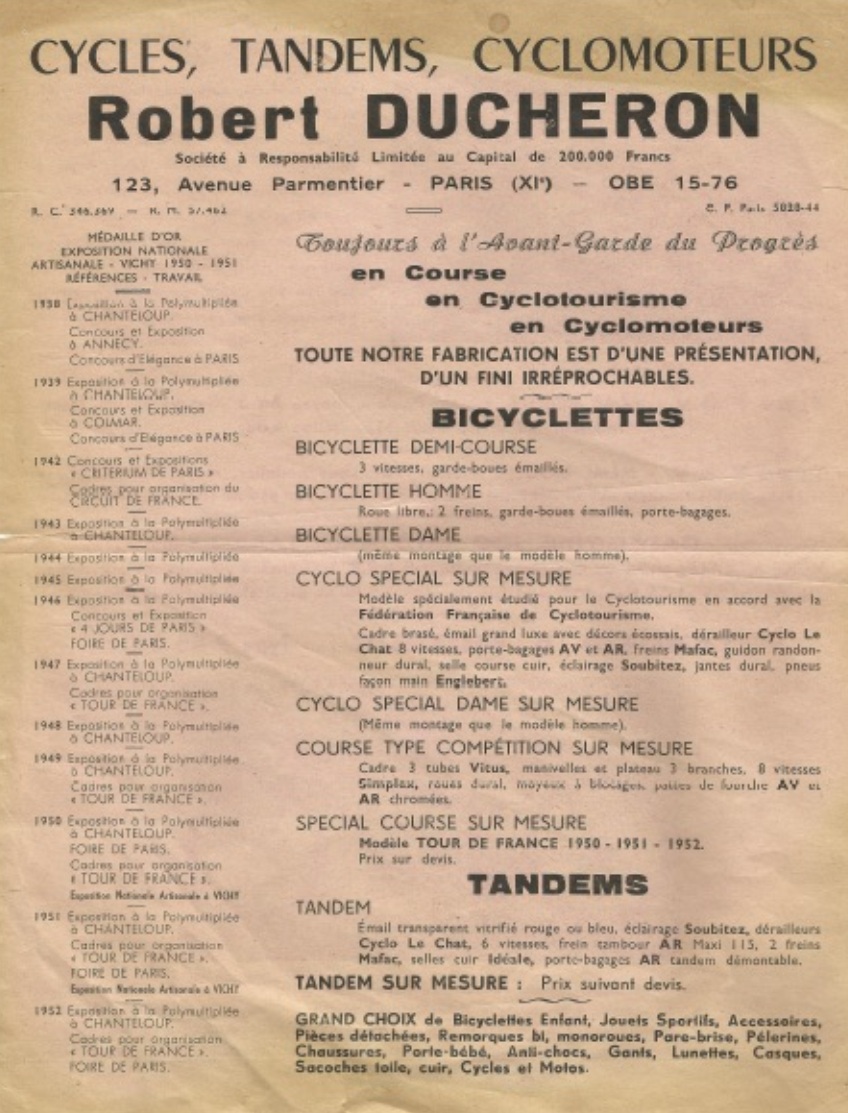 CYCLES, TANDEMS, CYCLOMOTEURS
Robert DUCHERON
Société à Responsabilité Limitée au Capital de 200.000 Francs
123, Avenue Parmentier - PARIS (XIe) - OBE 15-76
R. C. 346.369 — R. M. 57.462
C. P. Paris 5020-44
MÉDAILLE D'OR
EXPOSITION NATIONALE
ARTISANALE - VICHY 1950 - 1951
RÉFÉRENCES - TRAVAIL
1938 Exposition à la Polymultipliée
à CHANTELOUP.
Concours et Exposition
à ANNECY.
Concours d'Elégance à PARIS
1939 Exposition à la Polymultipliée
à CHANTELOUP.
Concours et Exposition
à COLMAR.
Concours d'Elégance à PARIS
1942 Concours et Expositions
« CRITERIUM DE PARIS »
Cadres pour organisation du
CIRCUIT DE FRANCE.
1943 Exposition à la Polymultipliée
à CHANTELOUP.
1944 Exposition à la Polymultipliée
1945 Exposition à la Polymultipliée
1946 Exposition à la Polymultipliée
Concours et Exposition
« 4 JOURS DE PARIS »
FOIRE DE PARIS.
1947 Exposition à la Polymultipliée
à CHANTELOUP.
Cadres pour organisation
« TOUR DE FRANCE ».
1948 Exposition à la Polymultipliée
à CHANTELOUP.
1949 Exposition à la Polymultipliée
à CHANTELOUP.
Cadres pour organisation
« TOUR DE FRANCE ».
1950 Exposition à la Polymultipliée
à CHANTELOUP.
FOIRE DE PARIS.
Cadres pour organisation
« TOUR DE FRANCE ».
Exposition Nationale Artisanale à VICHY
1951 Exposition à la Polymultipliée
à CHANTELOUP.
Cadres pour organisation
« TOUR DE FRANCE ».
FOIRE DE PARIS.
Exposition Nationale Artisanale à VICHY
1952 Exposition à la Polymultipliée
à CHANTELOUP.
Cadres pour organisation
« TOUR DE FRANCE ».
FOIRE DE PARIS.
Toujours à l'Avant-Garde du Progrès
en Course
en Cyclotourisme
en Cyclomoteurs
TOUTE NOTRE FABRICATION EST D'UNE PRÉSENTATION,
D'UN FINI IRRÉPROCHABLES.
BICYCLETTES
BICYCLETTE DEMI-COURSE
3 vitesses, garde-boues émaillés.
BICYCLETTE HOMME
Roue libre, 2 freins, garde-boues émaillés, porte-bagages.
BICYCLETTE DAME
(même montage que le modèle homme).
CYCLO SPECIAL SUR MESURE
Modèle spécialement étudié pour le Cyclotourisme en accord avec la
Fédération Française de Cyclotourisme.
Cadre brasé, émail grand luxe avec décors écossais, dérailleur Cyclo Le
Chat 8 vitesses, porte-bagages AV et AR, freins Mafac, guidon randon-
neur dural, selle course cuir, éclairage Soubitez, jantes dural, pneus
façon main Englebert.
CYCLO SPECIAL DAME SUR MESURE
(Même montage que le modèle homme).
COURSE TYPE COMPÉTITION SUR MESURE
Cadre 3 tubes Vitus, manivelles et plateau 3 branches, 8 vitesses
Simplex, roues dural, moyeux à blocages, pattes de fourche AV et
AR chromées.
SPECIAL COURSE SUR MESURE
Modèle TOUR DE FRANCE 1950 - 1951 - 1952.
Prix sur devis.
TANDEMS
TANDEM
Émail transparent vitrifié rouge ou bleu, éclairage Soubitez, dérailleurs
Cyclo Le Chat, 6 vitesses, frein tambour AR Maxi 115, 2 freins
Mafac, selles cuir Idéale, porte-bagages AR tandem démontable.
TANDEM SUR MESURE : Prix suivant devis.
GRAND CHOIX de Bicyclettes Enfant, Jouets Sportifs, Accessoires,
Pièces détachées, Remorques bi, monoroues, Pare-brise, Pélerines,
Chaussures, Porte-bébé, Anti-chocs, Gants, Lunettes, Casques,
Sacoches toile, cuir, Cycles et Motos.